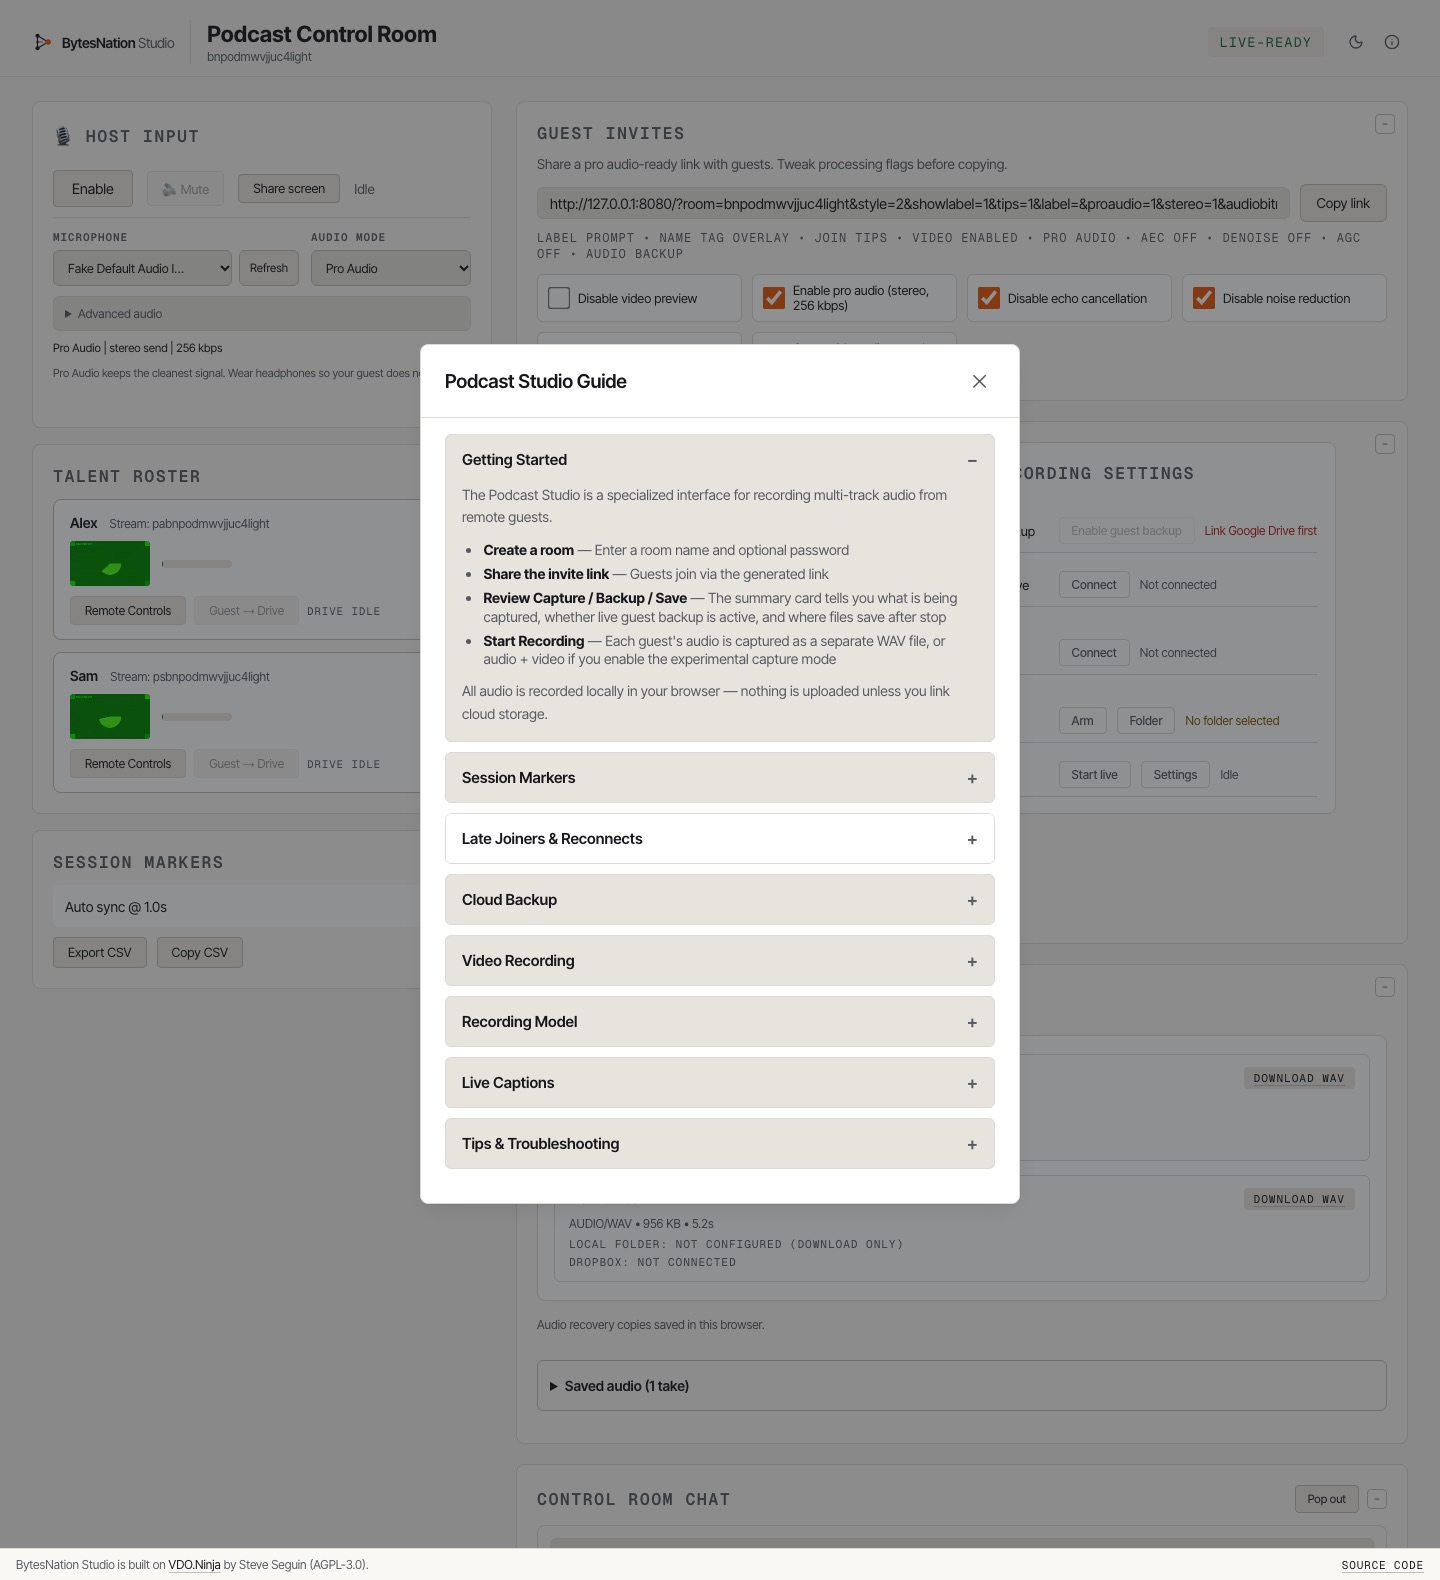 BytesNation Studio
Podcast Control Room
bnpodmwvjjuc4light
LIVE-READY
HOST INPUT
Enable
Mute
Share screen
Idle
MICROPHONE
AUDIO MODE
Fake Default Audio I...
Refresh
Pro Audio
Advanced audio
Pro Audio | stereo send | 256 kbps
Pro Audio keeps the cleanest signal. Wear headphones so your guest does
TALENT ROSTER
Alex
Stream: pabnpodmwvjjuc4light
Remote Controls
Guest → Drive
DRIVE IDLE
Sam
Stream: psbnpodmwvjjuc4light
Remote Controls
Guest → Drive
DRIVE IDLE
SESSION MARKERS
Auto sync @ 1.0s
Export CSV
Copy CSV
GUEST INVITES
Share a pro audio-ready link with guests. Tweak processing flags before copying.
http://127.0.0.1:8080/?room=bnpodmwvjjuc4light&style=2&showlabel=1&tips=1&label=&proaudio=1&stereo=1&audiobit
Copy link
LABEL PROMPT • NAME TAG OVERLAY • JOIN TIPS • VIDEO ENABLED • PRO AUDIO • AEC OFF • DENOISE OFF • AGC
OFF • AUDIO BACKUP
Disable video preview
Enable pro audio (stereo,
256 kbps)
Disable echo cancellation
Disable noise reduction
Podcast Studio Guide
Getting Started
−
The Podcast Studio is a specialized interface for recording multi-track audio from
remote guests.
• Create a room — Enter a room name and optional password
• Share the invite link — Guests join via the generated link
• Review Capture / Backup / Save — The summary card tells you what is being
captured, whether live guest backup is active, and where files save after stop
• Start Recording — Each guest's audio is captured as a separate WAV file, or
audio + video if you enable the experimental capture mode
All audio is recorded locally in your browser — nothing is uploaded unless you link
cloud storage.
Session Markers
+
Late Joiners & Reconnects
+
Cloud Backup
+
Video Recording
+
Recording Model
+
Live Captions
+
Tips & Troubleshooting
+
CORDING SETTINGS
up
Enable guest backup
Link Google Drive first
ve
Connect
Not connected
Connect
Not connected
Arm
Folder
No folder selected
Start live
Settings
Idle
DOWNLOAD WAV
DOWNLOAD WAV
AUDIO/WAV • 956 KB • 5.2s
LOCAL FOLDER: NOT CONFIGURED (DOWNLOAD ONLY)
DROPBOX: NOT CONNECTED
Audio recovery copies saved in this browser.
Saved audio (1 take)
CONTROL ROOM CHAT
Pop out
BytesNation Studio is built on VDO.Ninja by Steve Seguin (AGPL-3.0).
SOURCE CODE